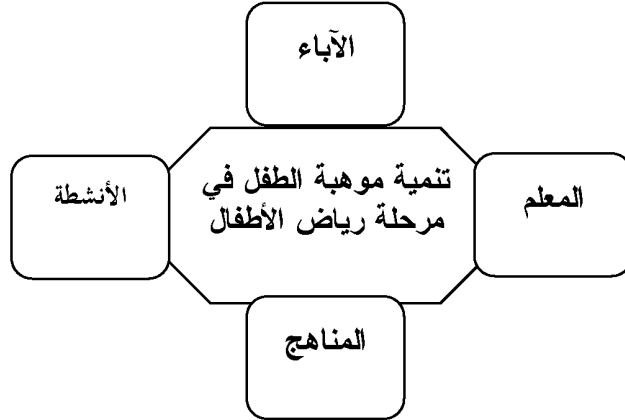 الآباء
المعلم
تنمية موهبة الطفل في
مرحلة رياض الأطفال
الأنشطة
المناهج